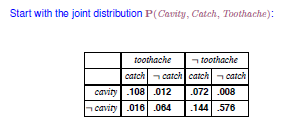 Start with the joint distribution P(Cavity, Catch, Toothache):
toothache ¬ toothache
catch ¬ catch catch ¬ catch
cavity .108 .012 .072 .008
¬ cavity .016 .064 .144 .576